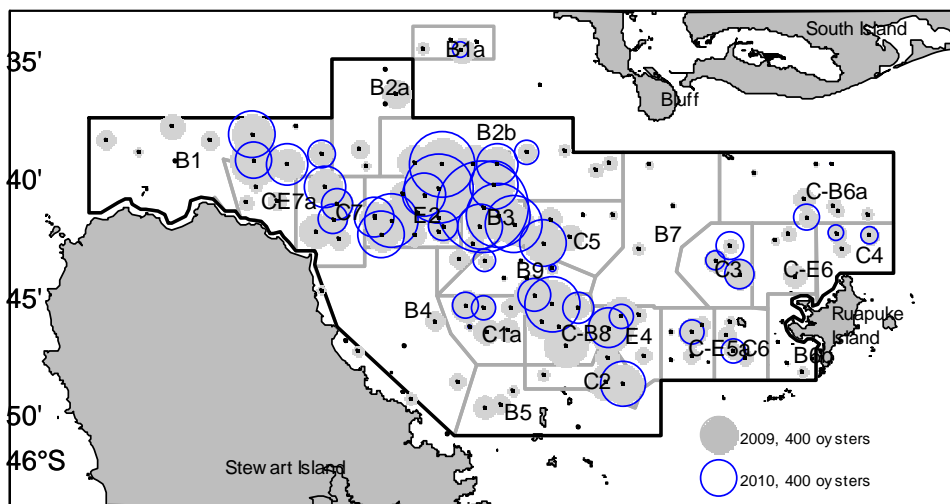 South Island
35'
B1a
B2a
Bluff
B2b
40'
B1
CE7a
C7
E2
B3
C5
B7
C-B6a
C4
C3
C-E6
B9
45'
B4
C1a
C-B8
E4
C-E5a
C6
B6
Ruapuke
Island
C2
B5
50'
46°S
Stewart Island
2009, 400 oysters
2010, 400 oysters